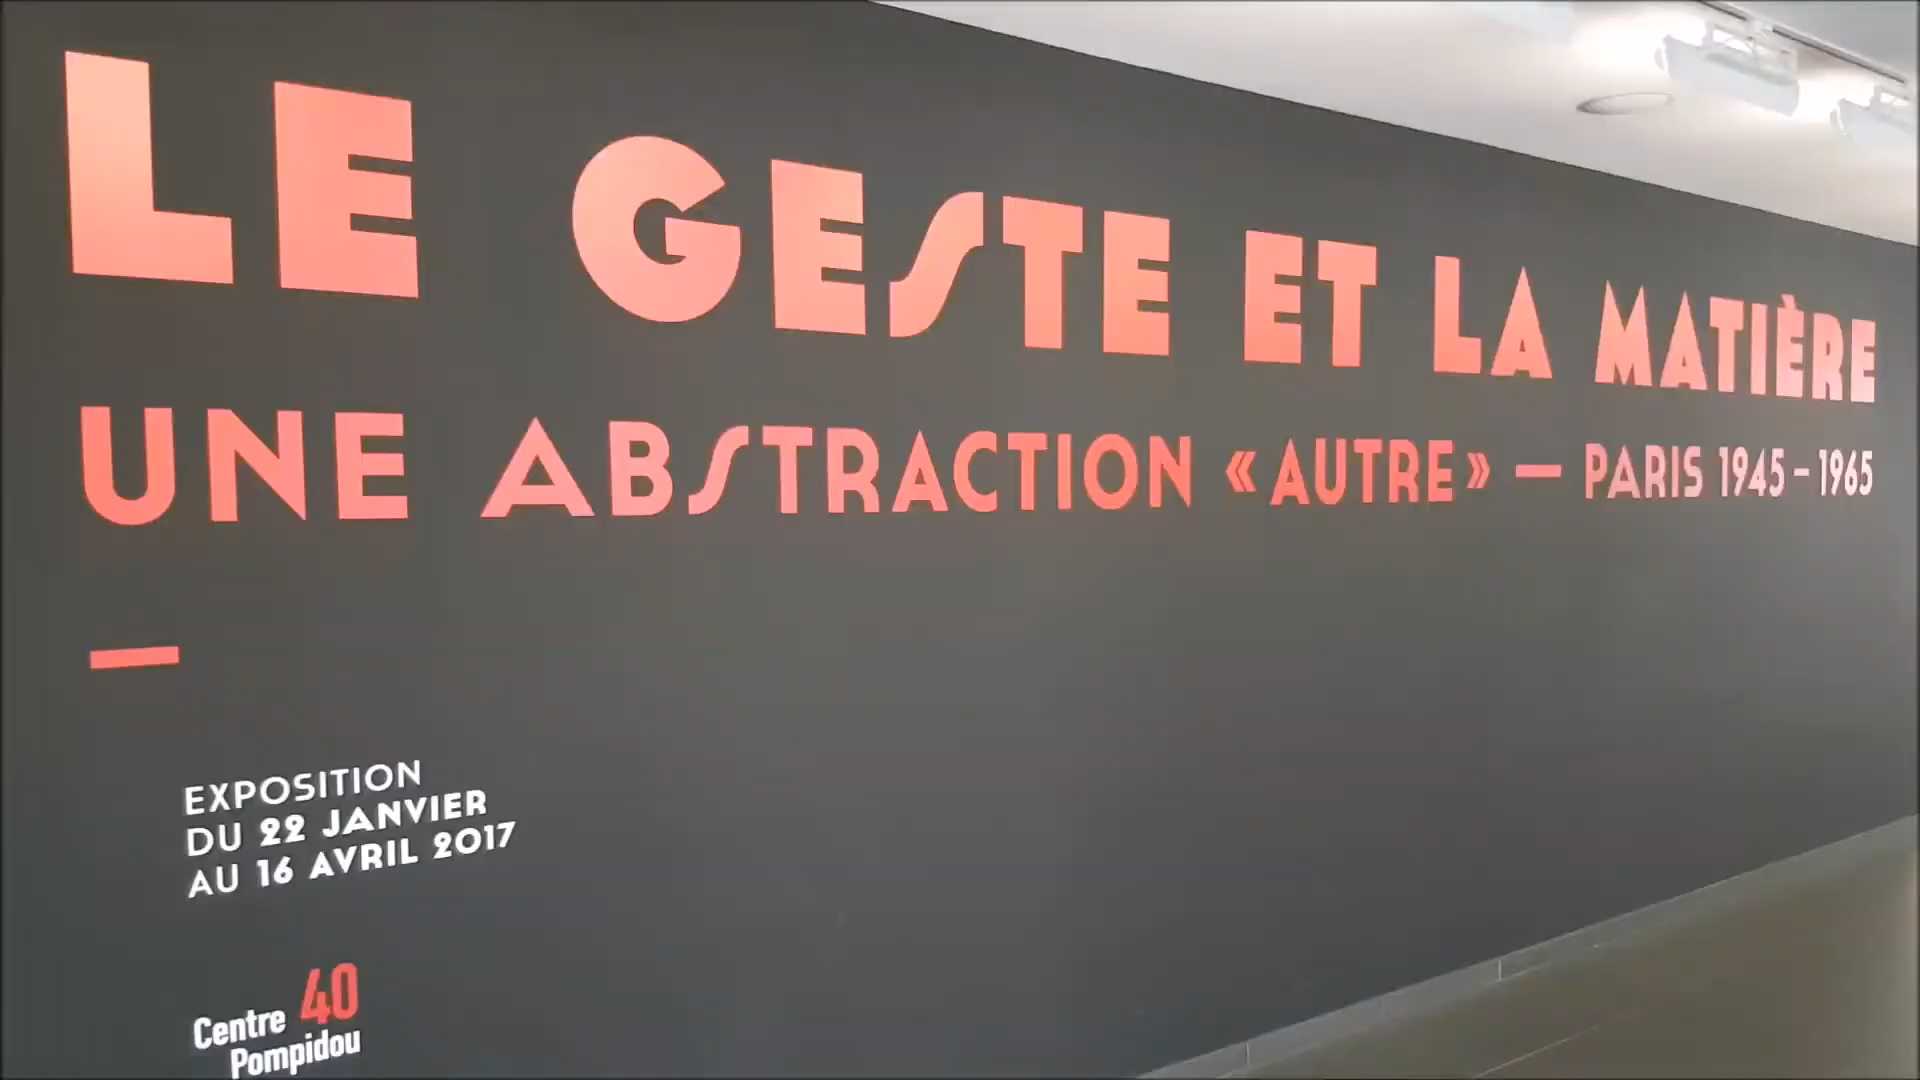 LE GESTE ET LA MATIÈRE
UNE ABSTRACTION « AUTRE » — PARIS 1945 – 1965
EXPOSITION
DU 22 JANVIER
AU 16 AVRIL 2017
Centre 40
Pompidou